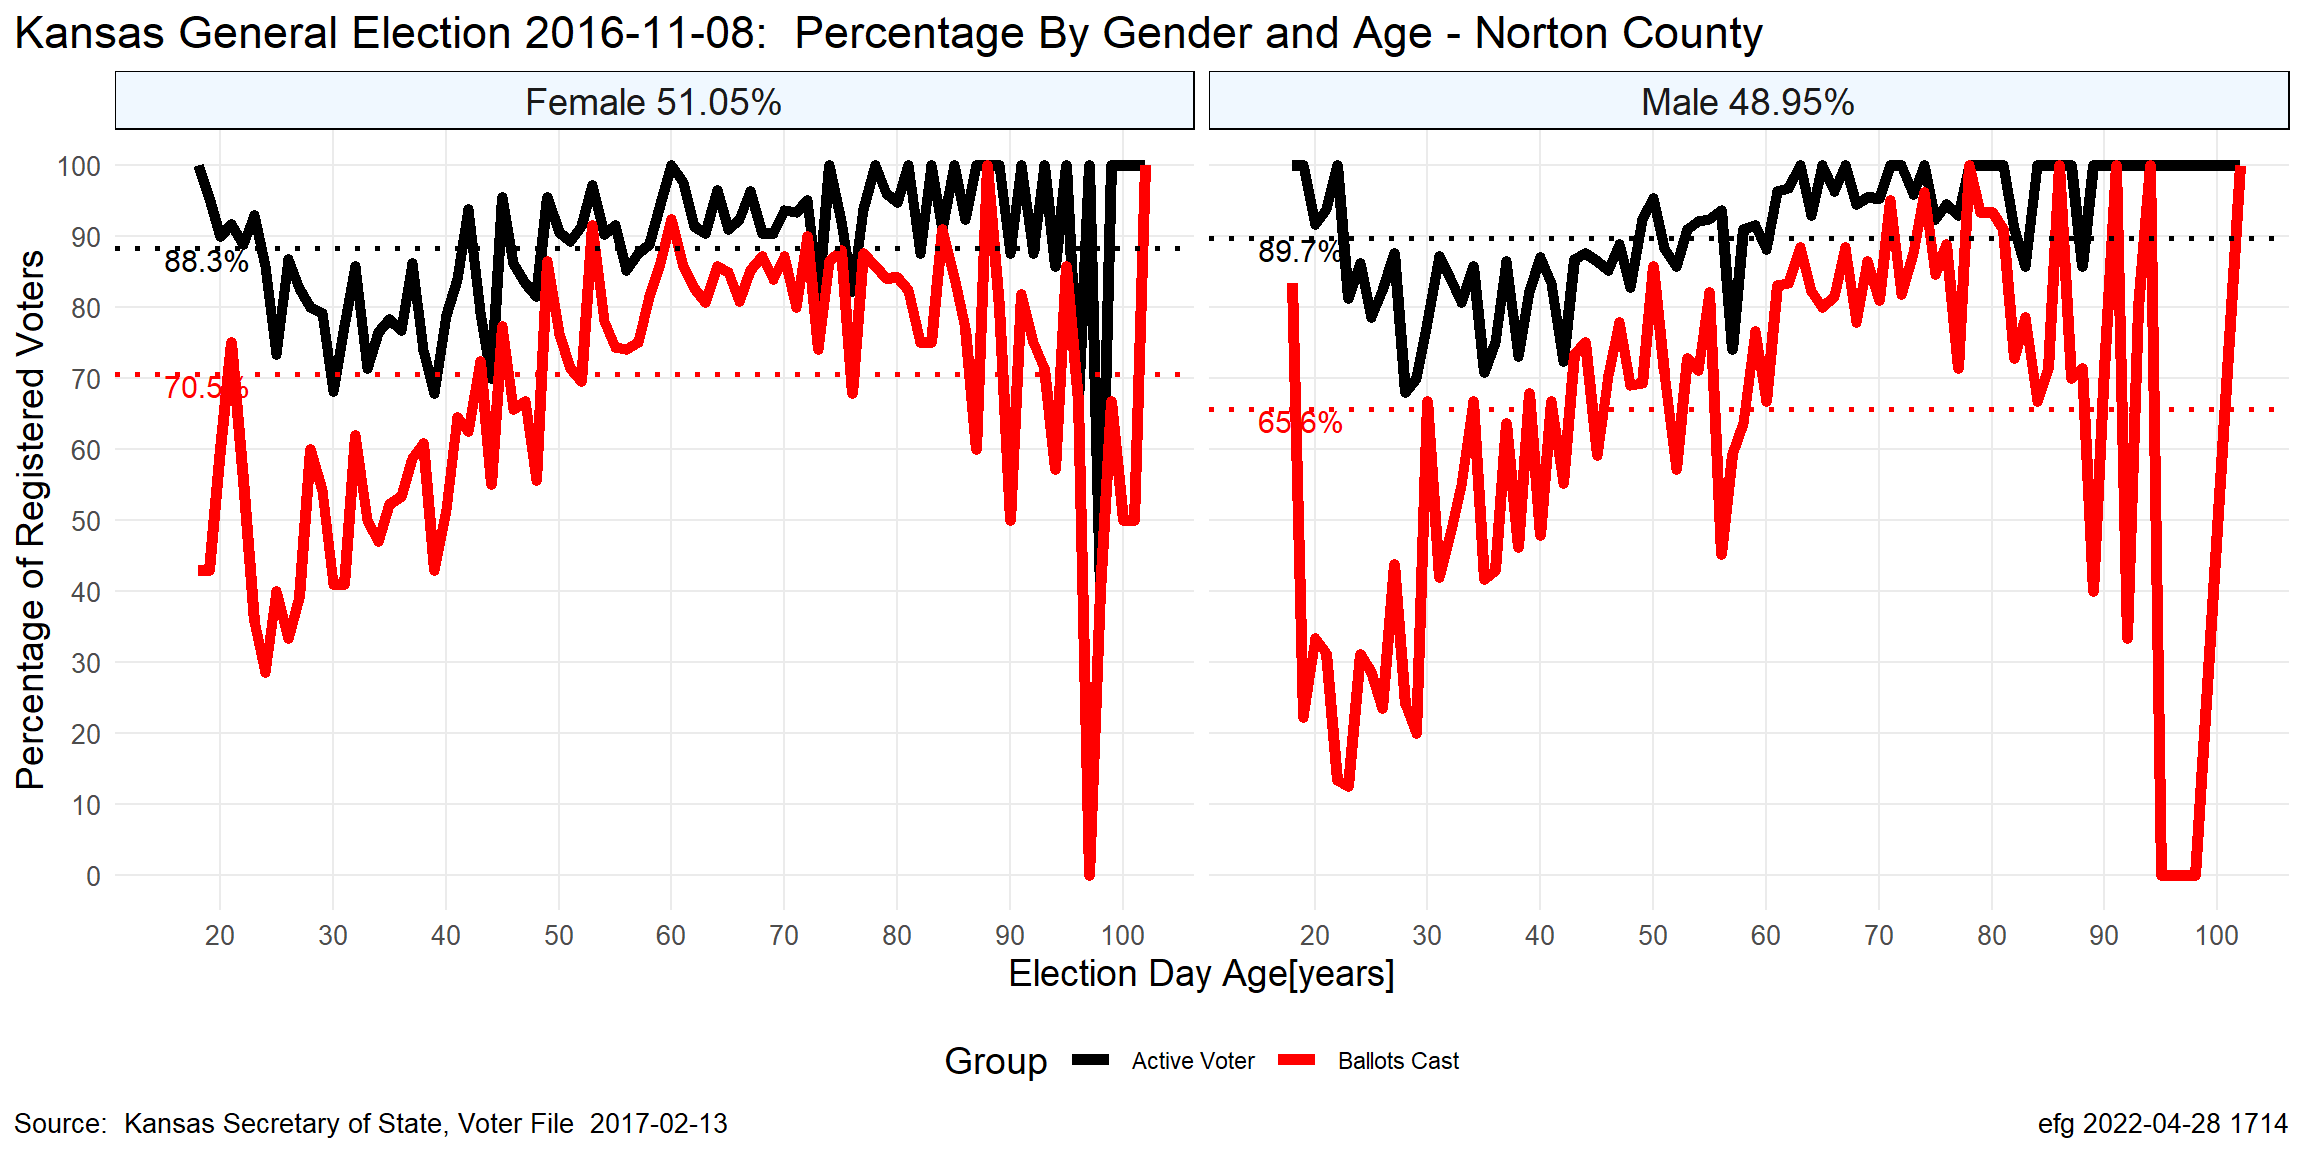 Kansas General Election 2016-11-08:  Percentage By Gender and Age - Norton County
Female 51.05%
Male 48.95%
Percentage of Registered Voters
100
90
80
70
60
50
40
30
20
10
0
88.3%
70.5%
89.7%
65.6%
20 30 40 50 60 70 80 90 100
20 30 40 50 60 70 80 90 100
Election Day Age[years]
Group Active Voter Ballots Cast
Source:  Kansas Secretary of State, Voter File  2017-02-13
efg 2022-04-28 1714